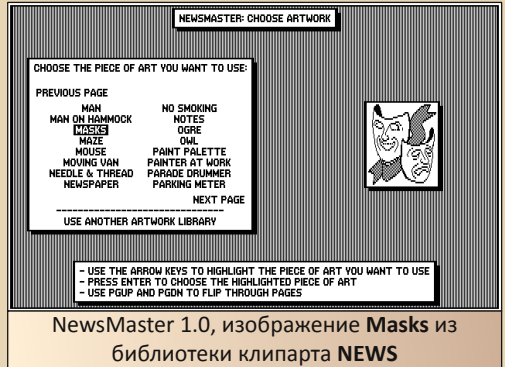 NEWSMASTER: CHOOSE ARTWORK
CHOOSE THE PIECE OF ART YOU WANT TO USE:
PREVIOUS PAGE
MAN NO SMOKING
MAN ON HAMMOCK NOTES
MASKS OGRE
MAZE OWL
MOUSE PAINT PALETTE
MOVING VAN PAINTER AT WORK
NEEDLE & THREAD PARADE DRUMMER
NEWSPAPER PARKING METER
NEXT PAGE
--------------------------------
USE ANOTHER ARTWORK LIBRARY
- USE THE ARROW KEYS TO HIGHLIGHT THE PIECE OF ART YOU WANT TO USE
- PRESS ENTER TO CHOOSE THE HIGHLIGHTED PIECE OF ART
- USE PGUP AND PGDN TO FLIP THROUGH PAGES
NewsMaster 1.0, изображение Masks из
библиотеки клипарта NEWS